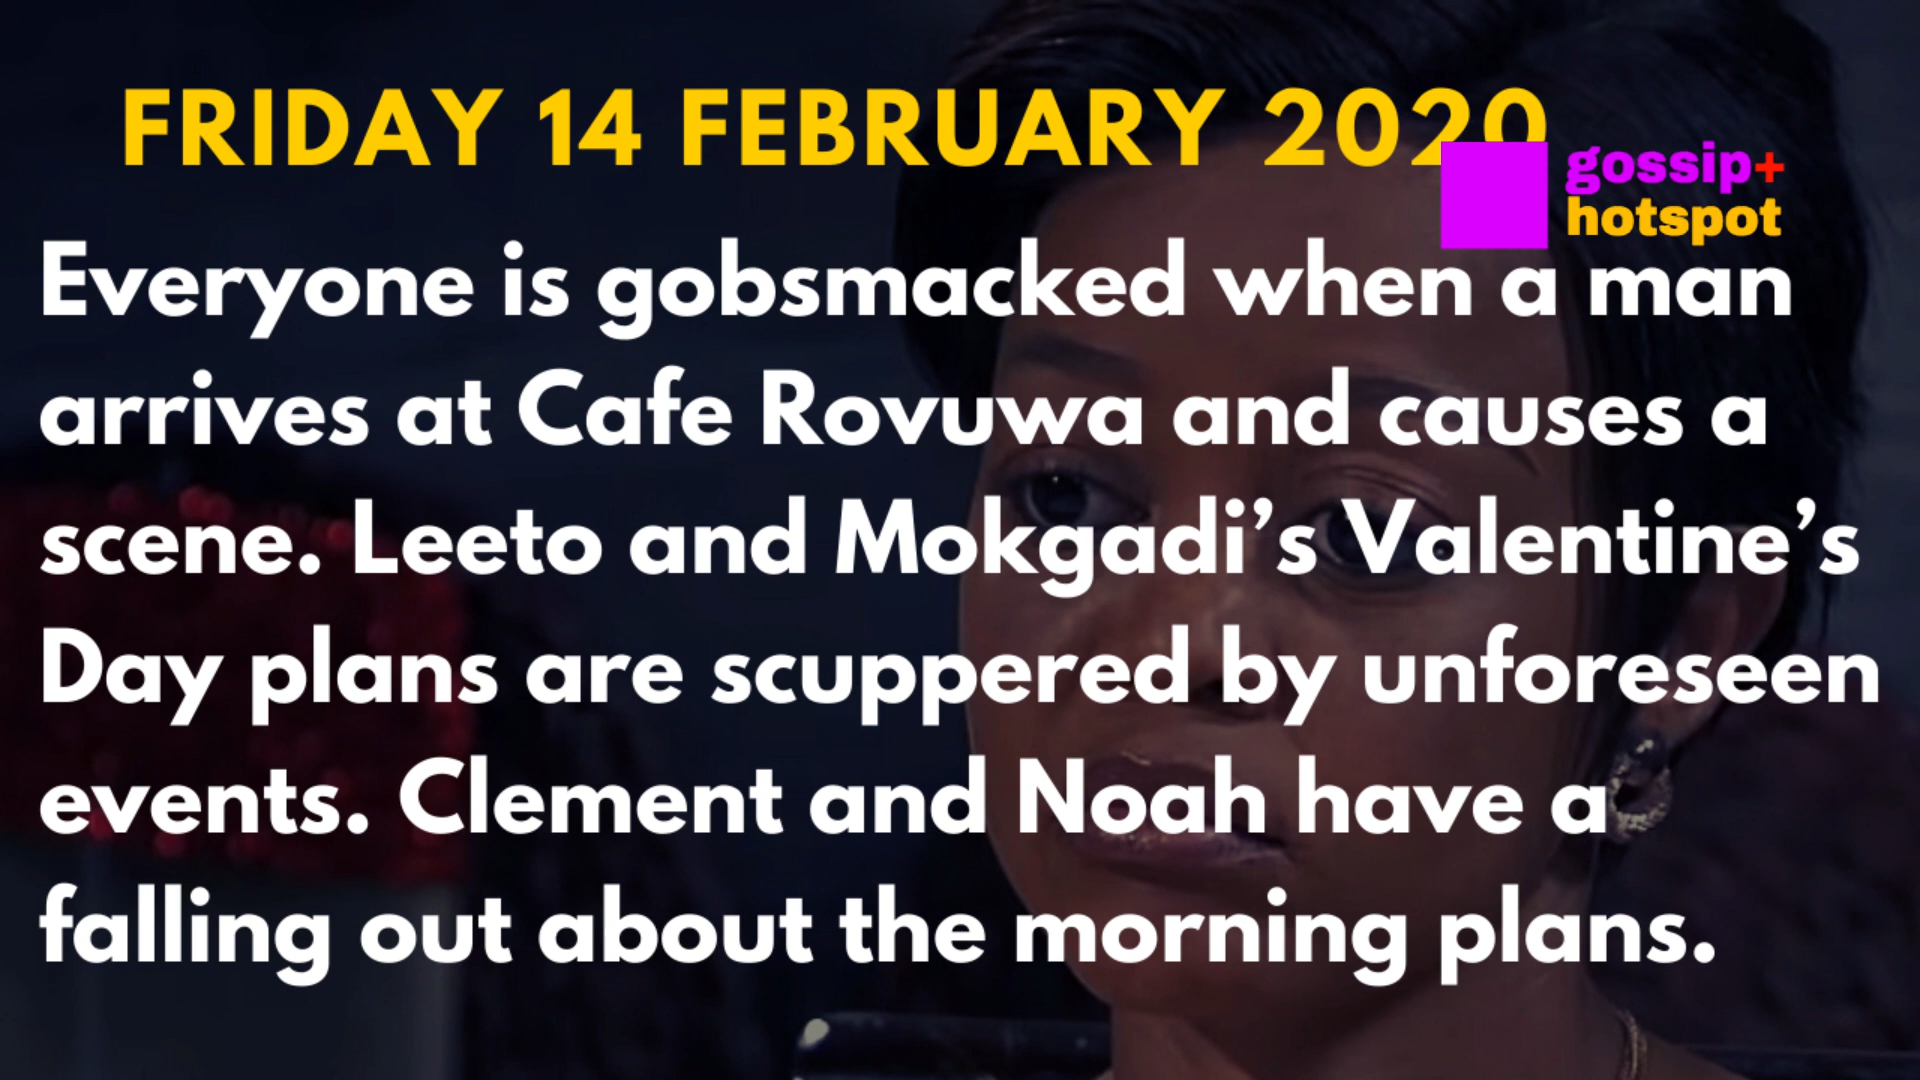 FRIDAY 14 FEBRUARY 2020
gossip+
hotspot
Everyone is gobsmacked when a man
arrives at Cafe Rovuwa and causes a
scene. Leeto and Mokgadi’s Valentine’s
Day plans are scuppered by unforeseen
events. Clement and Noah have a
falling out about the morning plans.